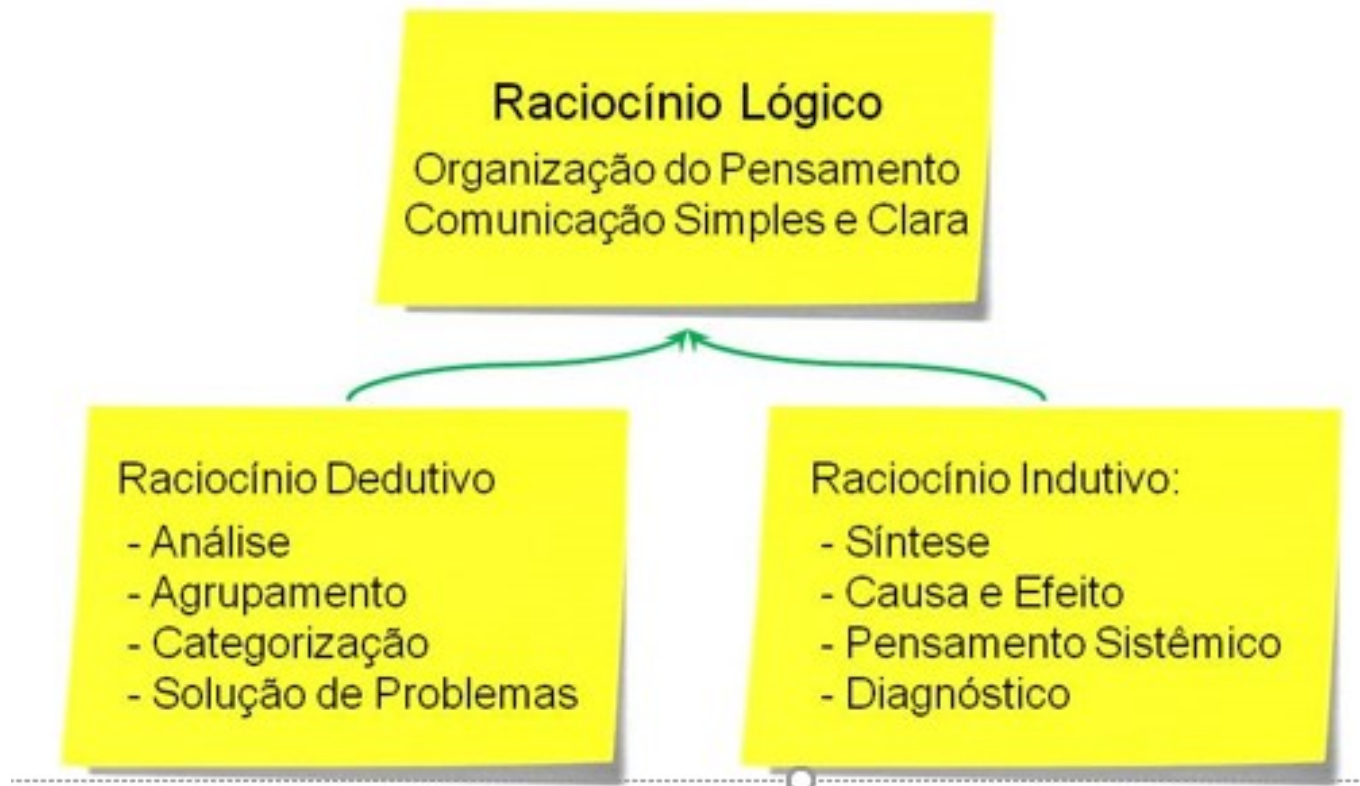 Raciocínio Lógico
Organização do Pensamento
Comunicação Simples e Clara
Raciocínio Dedutivo
- Análise
- Agrupamento
- Categorização
- Solução de Problemas
Raciocínio Indutivo:
- Síntese
- Causa e Efeito
- Pensamento Sistêmico
- Diagnóstico